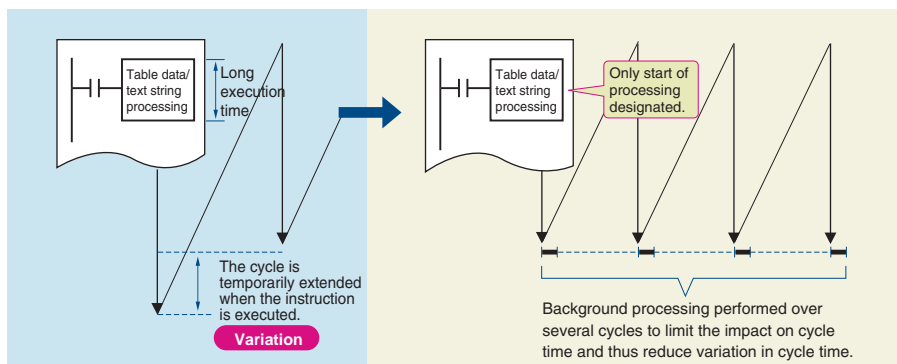 Table data/
text string
processing
Long
execution
time
The cycle is
temporarily extended
when the instruction
is executed.
Variation
Table data/
text string
processing
Only start of
processing
designated.
Background processing performed over
several cycles to limit the impact on cycle
time and thus reduce variation in cycle time.